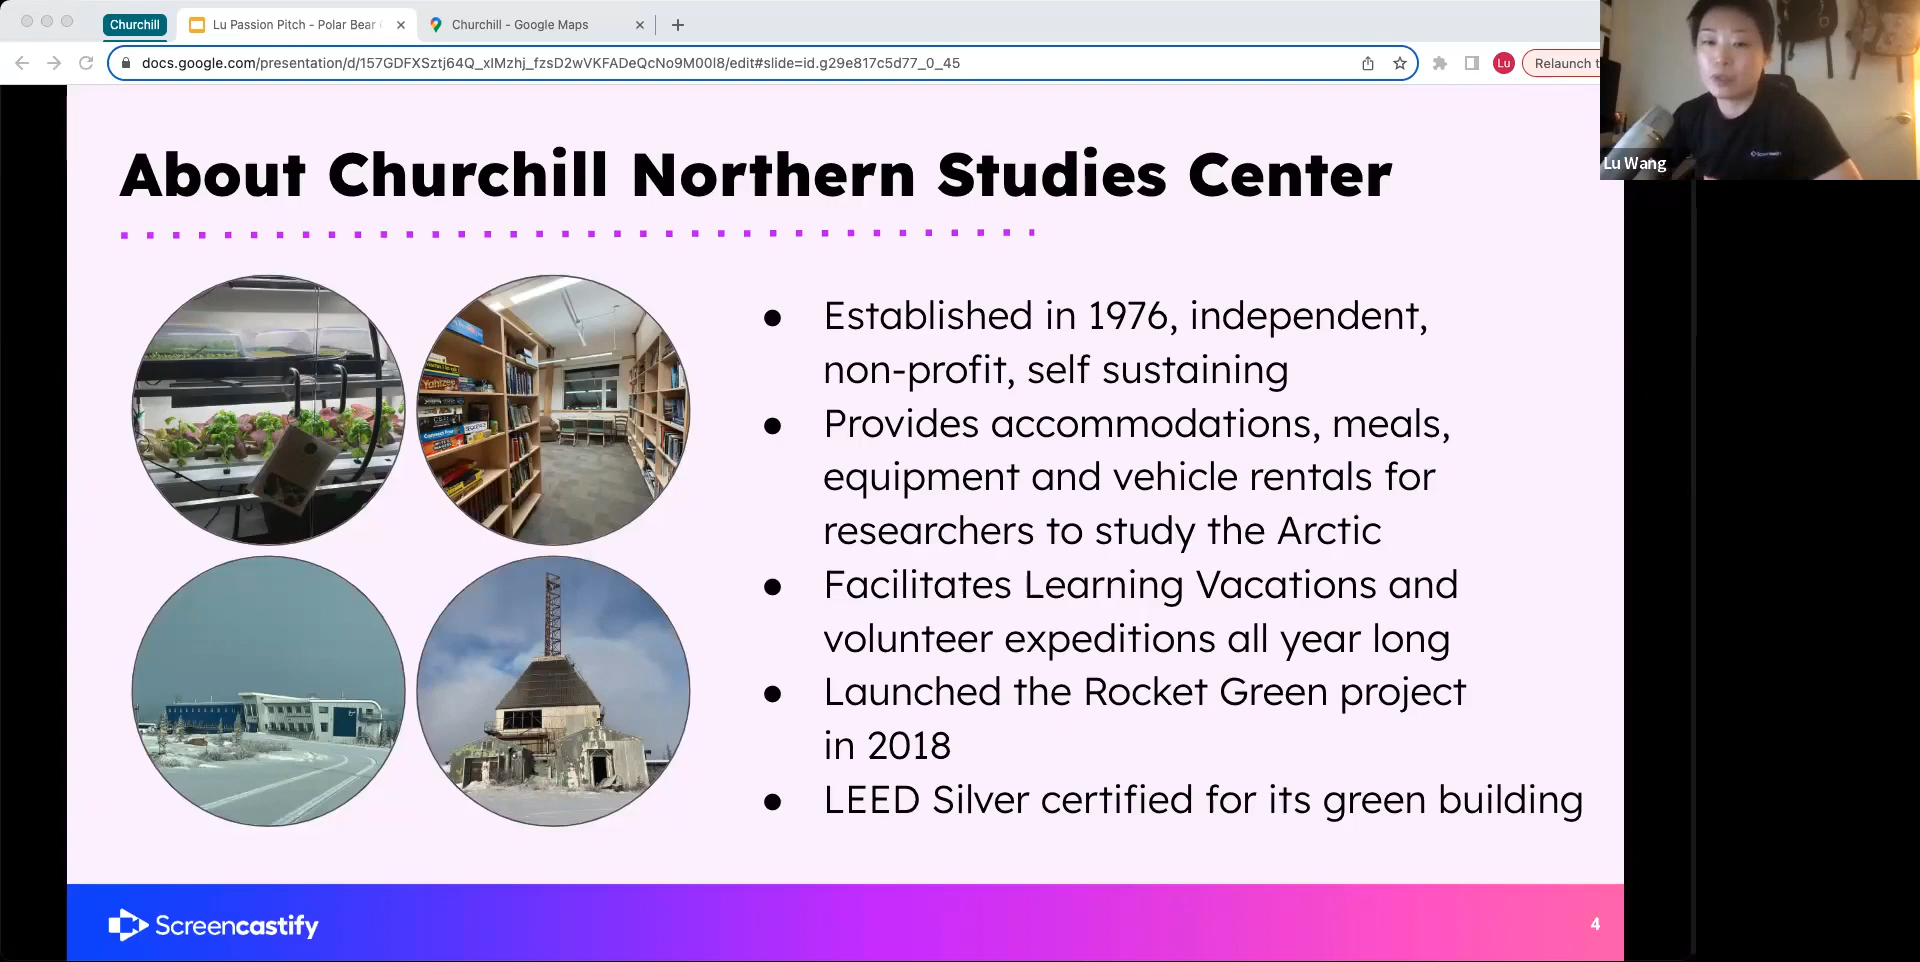 Churchill
Lu Passion Pitch - Polar Bear
Churchill - Google Maps
docs.google.com/presentation/d/157GDFXSztj64Q_xIMzhj_fzsD2wVKFADeQcNo9M00I8/edit#slide=id.g29e817c5d77_0_45
Lu
Relaunch t
Lu Wang
About Churchill Northern Studies Center
Yahtzee
● Established in 1976, independent,
non-profit, self sustaining
● Provides accommodations, meals,
equipment and vehicle rentals for
researchers to study the Arctic
● Facilitates Learning Vacations and
volunteer expeditions all year long
● Launched the Rocket Green project
in 2018
● LEED Silver certified for its green building
Screencastify
4